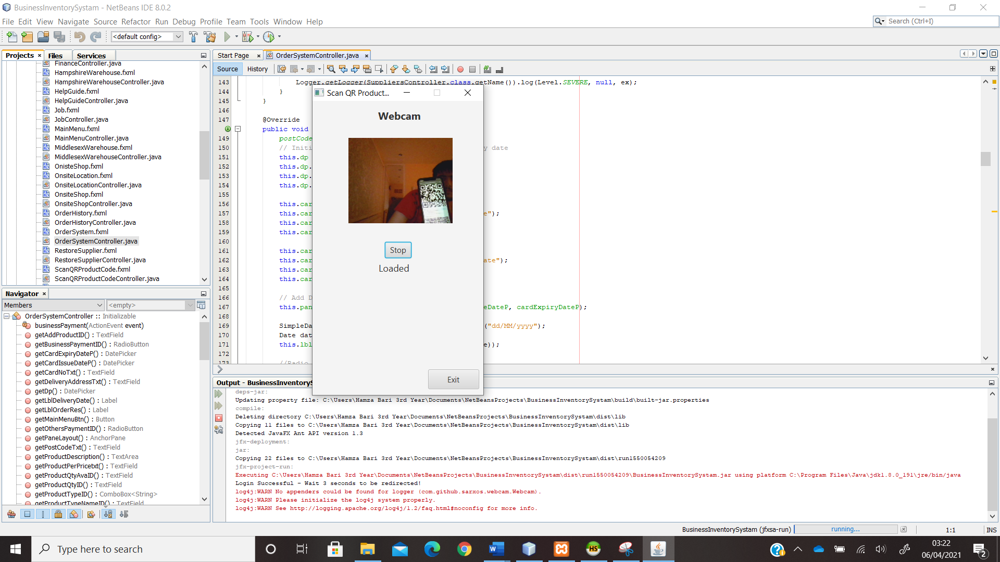 BusinessInventorySystam - NetBeans IDE 8.0.2
File Edit View Navigate Source Refactor Run Debug Profile Team Tools Window Help
Search (Ctrl+I)
<default config>
Projects Files Services
FinanceController.java
HampshireWarehouse.fxml
HampshireWarehouseController.java
HelpGuide.fxml
HelpGuideController.java
Job.fxml
JobController.java
MainMenu.fxml
MainMenuController.java
MiddlesexWarehouse.fxml
MiddlesexWarehouseController.java
OnisteShop.fxml
OnsiteLocation.fxml
OnsiteLocationController.java
OnsiteShop.fxml
OnsiteShopController.java
OrderHistory.fxml
OrderHistoryController.java
OrderSystem.fxml
OrderSystemController.java
RestoreSupplier.fxml
RestoreSupplierController.java
ScanQRProductCode.fxml
ScanQRProductCodeController.java
Navigator
Members <empty>
OrderSystemController :: Initializable
businessPayment(ActionEvent event)
getAddProductID() : TextField
getBusinessPaymentID() : RadioButton
getCardExpiryDateP() : DatePicker
getCardIssueDateP() : DatePicker
getCardNoTxt() : TextField
getDeliveryAddressTxt() : TextField
getDp() : DatePicker
getLblDeliveryDate() : Label
getLblOrderRes() : Label
getMainMenuBtn() : Button
getOthersPaymentID() : RadioButton
getPaneLayout() : AnchorPane
getPostCodeTxt() : TextField
getProductDescription() : TextArea
getProductPerPricetxt() : TextField
getProductQtyAvaID() : TextField
getProductQtyID() : TextField
getProductTypeID() : ComboBox<String>
getProductTypeNameID() : TextField
Start Page OrderSystemController.java
Source History
143 Logger.getLogger(SuppliersController.class.getName()).log(Level.SEVERE, null, ex);
144 }
145 }
146
147 @Override
public void
149 postCode
150 // Initi y date
151 this.dp
152 this.dp.
153 this.dp.
154 this.dp.
155
156 this.car
157 this.car e");
158 this.car
159 this.car
160
161 this.car
162 this.car ate");
163 this.car
164 this.car
165
166 // Add D
167 this.pan eDateP, cardExpiryDateP);
168
169 SimpleDa ("dd/MM/yyyy");
170 Date dat
171 this.lbl e));
172
173 //Radio
Scan QR Product...
Webcam
Stop
Loaded
Exit
Output - BusinessInventoryS
deps-jar:
Updating property file: C:\Users\Hamza Bari 3rd Year\Documents\NetBeansProjects\BusinessInventorySystam\build\built-jar.properties
compile:
Deleting directory C:\Users\Hamza Bari 3rd Year\Documents\NetBeansProjects\BusinessInventorySystam\dist\lib
Copying 11 files to C:\Users\Hamza Bari 3rd Year\Documents\NetBeansProjects\BusinessInventorySystam\dist\lib
Detected JavaFX Ant API version 1.3
jfx-deployment:
jar:
Copying 22 files to C:\Users\Hamza Bari 3rd Year\Documents\NetBeansProjects\BusinessInventorySystam\dist\run1550054209
jfx-project-run:
Executing C:\Users\Hamza Bari 3rd Year\Documents\NetBeansProjects\BusinessInventorySystam\dist\run1550054209\BusinessInventorySystam.jar using platform C:\Program Files\Java\jdk1.8.0_191\jre/bin/java
Login Successful - Wait 3 seconds to be redirected!
log4j:WARN No appenders could be found for logger (com.github.sarxos.webcam.Webcam).
log4j:WARN Please initialize the log4j system properly.
log4j:WARN See http://logging.apache.org/log4j/1.2/faq.html#noconfig for more info.
BusinessInventorySystam (jfxsa-run) running... 1:1 INS
Type here to search
HS
03:22
06/04/2021
2